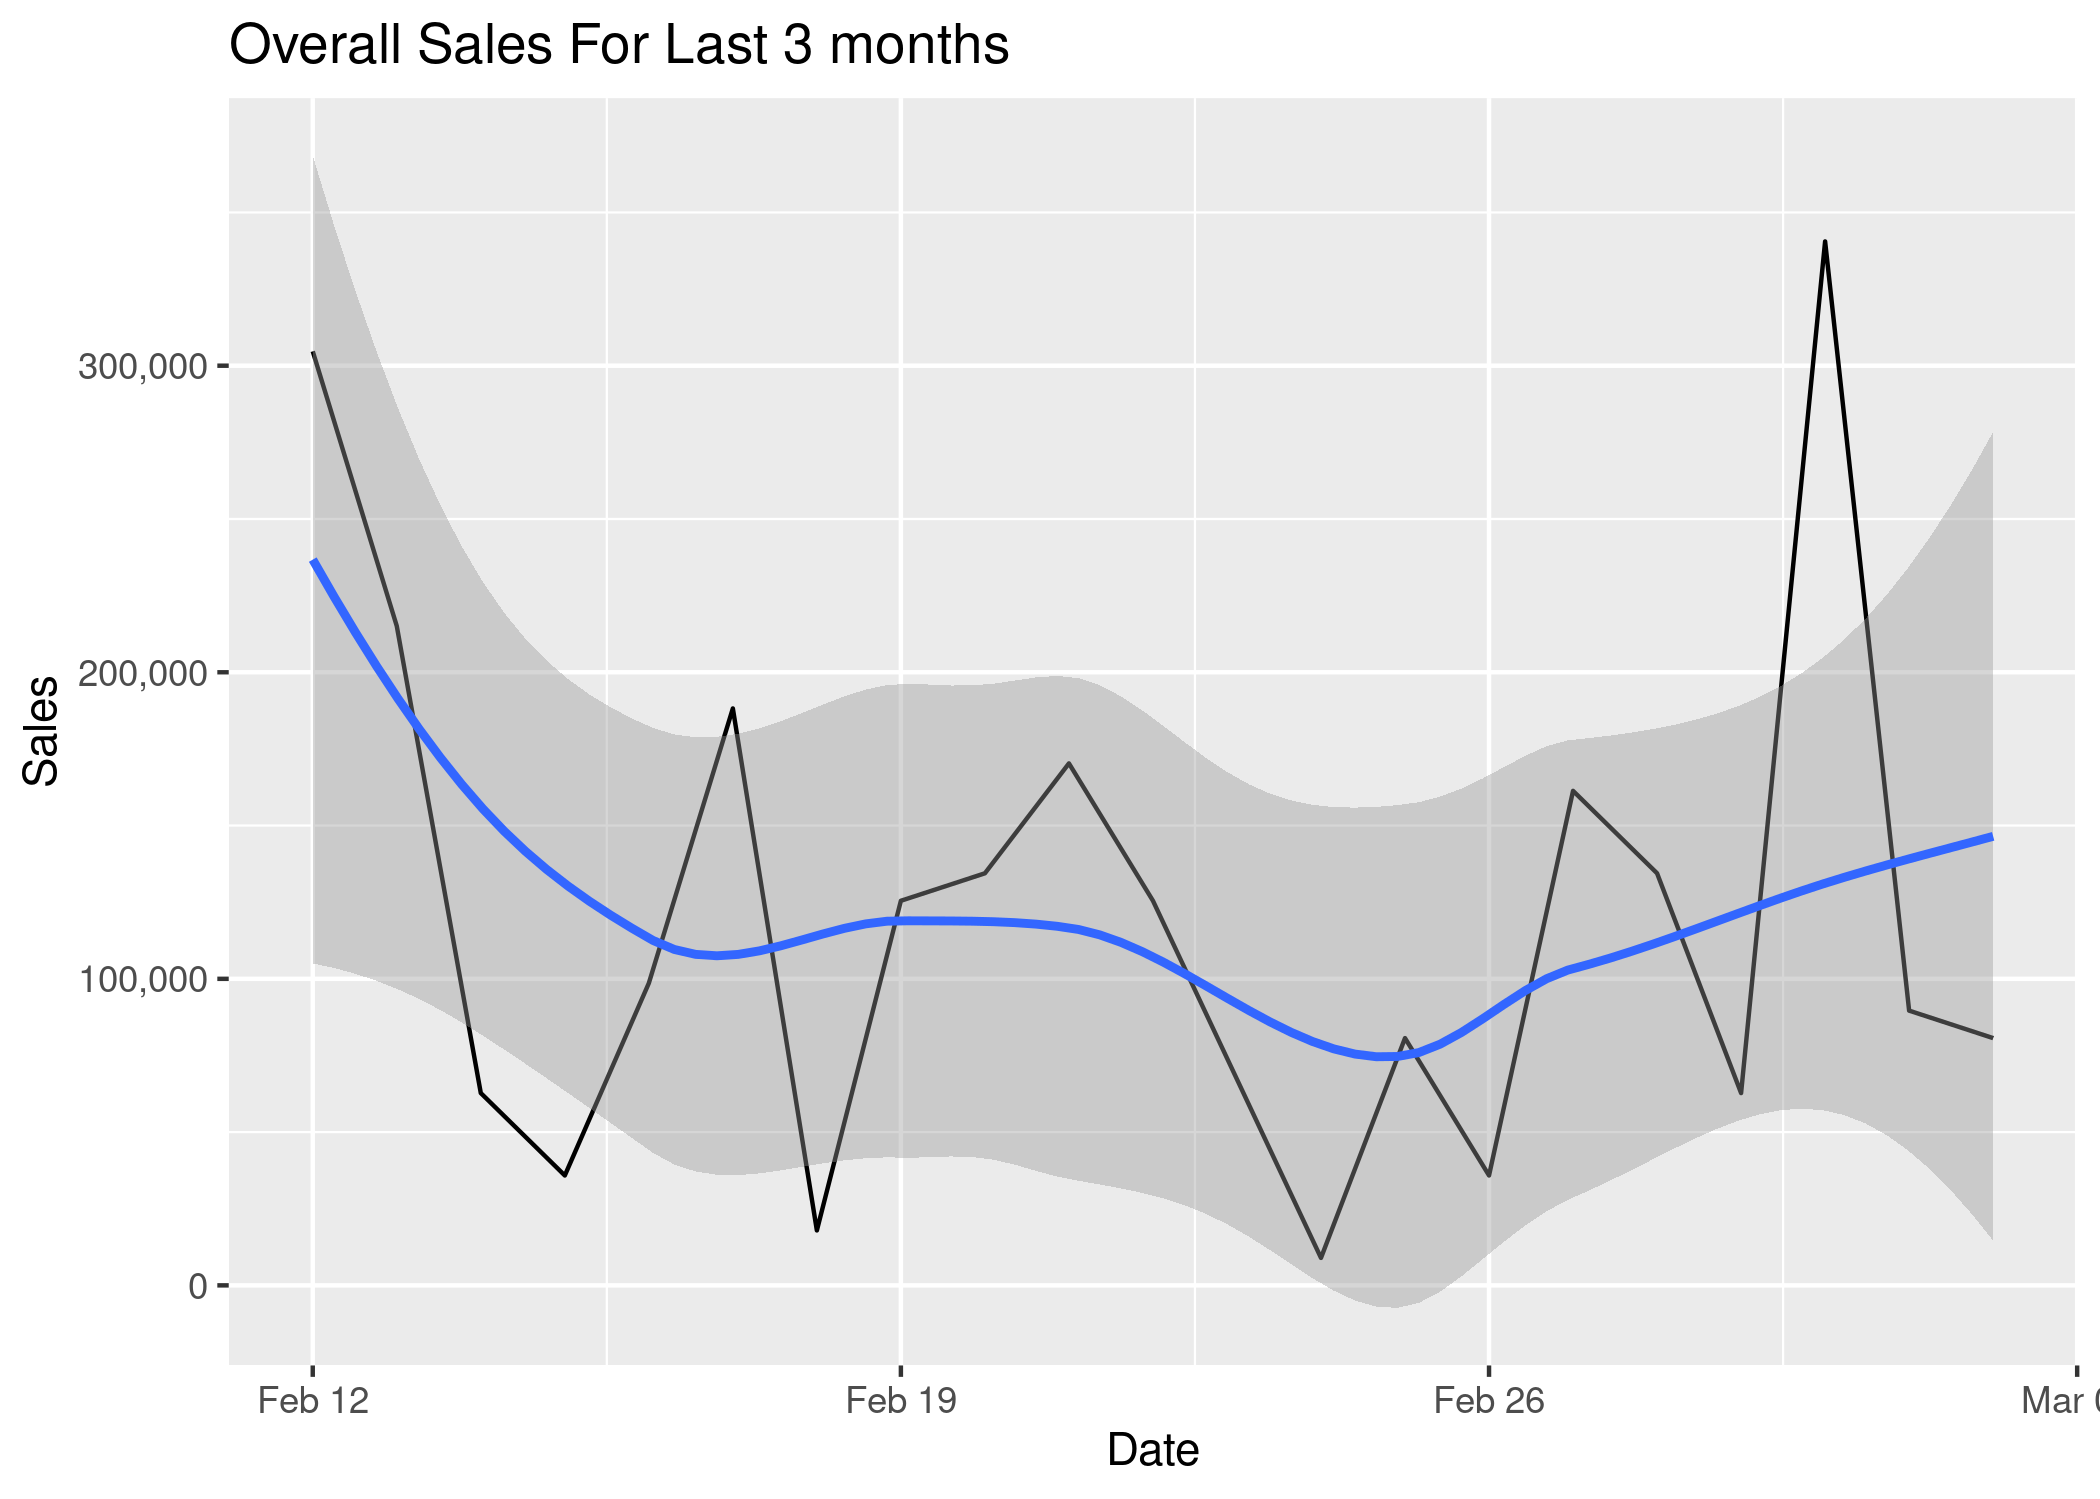 Overall Sales For Last 3 months
Sales
300,000
200,000
100,000
0
Feb 12
Feb 19
Feb 26
Mar
Date